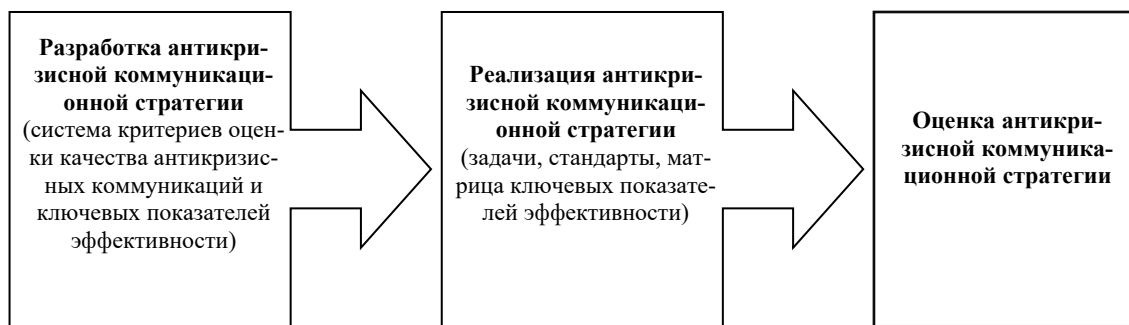 Разработка антикри-
зисной коммуникаци-
онной стратегии
(система критериев оцен-
ки качества антикризис-
ных коммуникаций и
ключевых показателей
эффективности)
Реализация антикри-
зисной коммуникаци-
онной стратегии
(задачи, стандарты, мат-
рица ключевых показате-
лей эффективности)
Оценка антикри-
зисной коммуника-
ционной стратегии